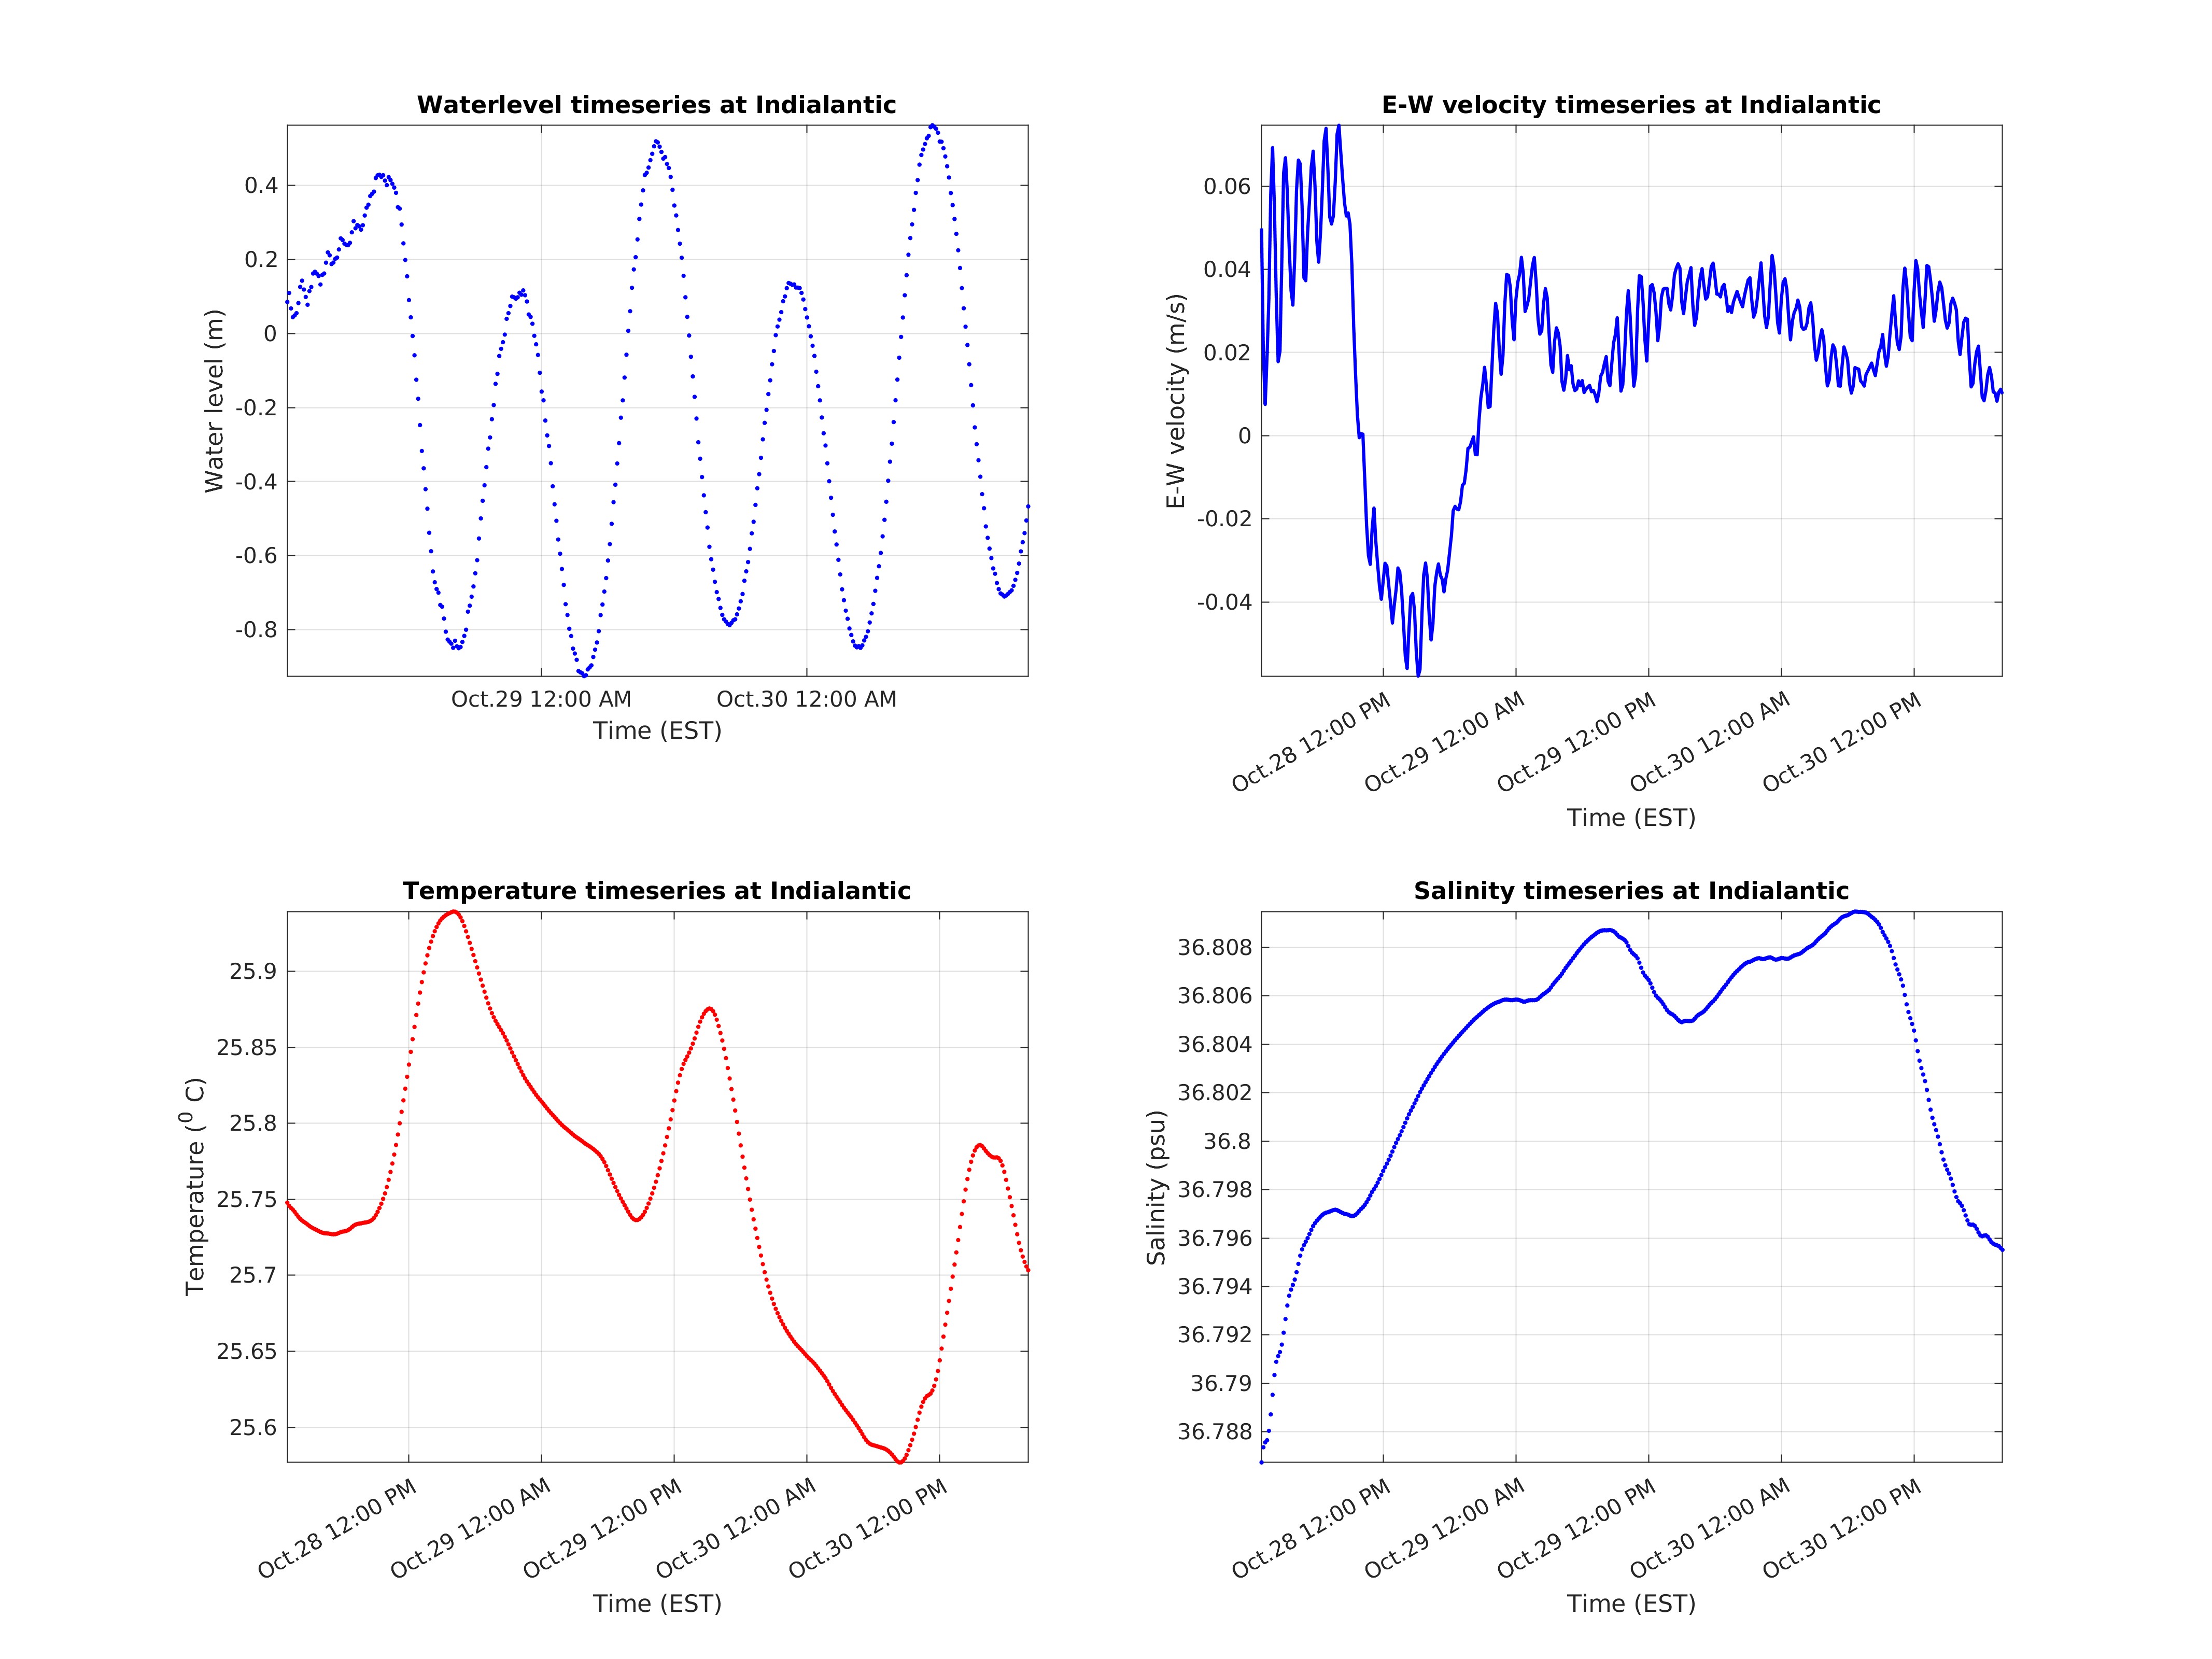 Waterlevel timeseries at Indialantic
0.4
0.2
0
-0.2
-0.4
-0.6
-0.8
Water level (m)
Oct.29 12:00 AM
Oct.30 12:00 AM
Time (EST)
E-W velocity timeseries at Indialantic
0.06
0.04
0.02
0
-0.02
-0.04
E-W velocity (m/s)
Oct.28 12:00 PM
Oct.29 12:00 AM
Oct.29 12:00 PM
Oct.30 12:00 AM
Oct.30 12:00 PM
Time (EST)
Temperature timeseries at Indialantic
25.9
25.85
25.8
25.75
25.7
25.65
25.6
Temperature (⁰ C)
Oct.28 12:00 PM
Oct.29 12:00 AM
Oct.29 12:00 PM
Oct.30 12:00 AM
Oct.30 12:00 PM
Time (EST)
Salinity timeseries at Indialantic
36.808
36.806
36.804
36.802
36.8
36.798
36.796
36.794
36.792
36.79
36.788
Salinity (psu)
Oct.28 12:00 PM
Oct.29 12:00 AM
Oct.29 12:00 PM
Oct.30 12:00 AM
Oct.30 12:00 PM
Time (EST)